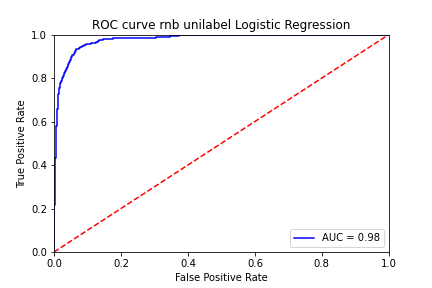 ROC curve rnb unilabel Logistic Regression
1.0
0.8
0.6
0.4
0.2
0.0
True Positive Rate
AUC = 0.98
0.0 0.2 0.4 0.6 0.8 1.0
False Positive Rate